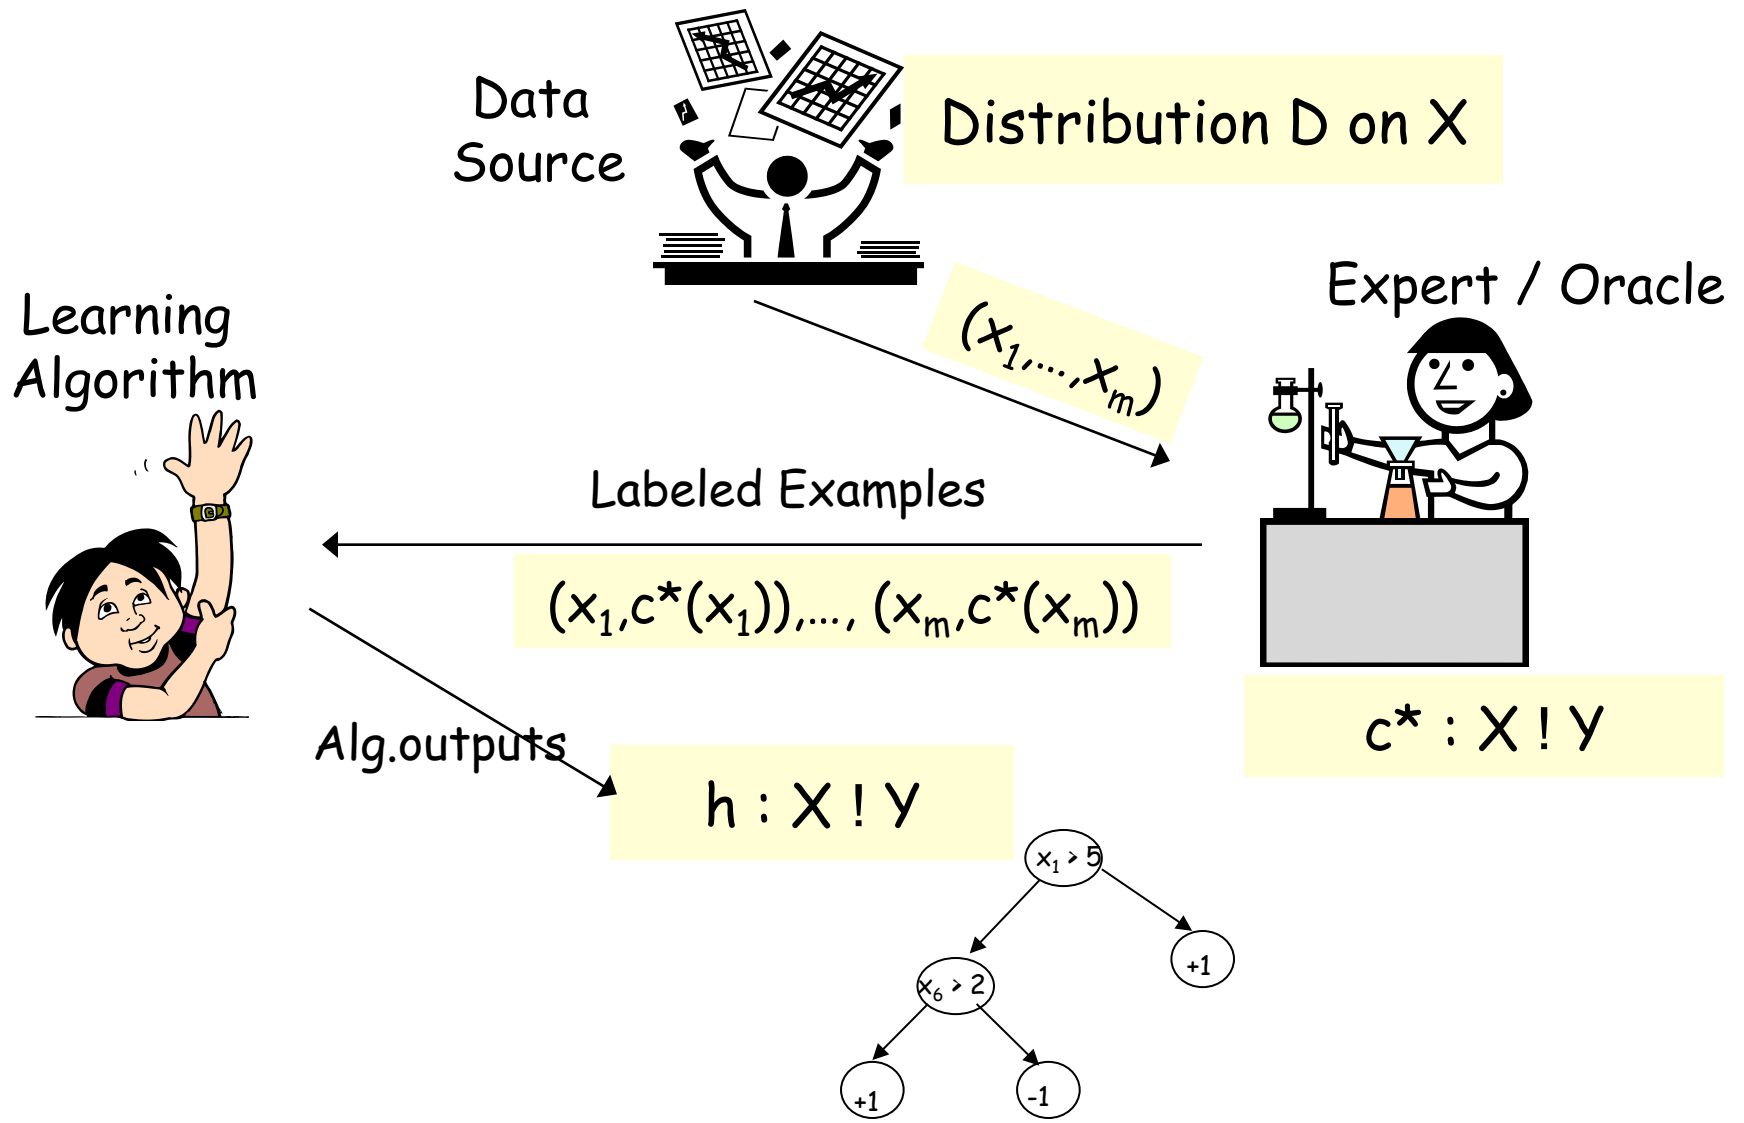 Data
Source
Distribution D on X
Expert / Oracle
Learning
Algorithm
(x₁,...,xₘ)
Labeled Examples
(x₁,c*(x₁)),..., (xₘ,c*(xₘ))
c* : X ! Y
Alg.outputs
h : X ! Y
x₁ > 5
+1
x₆ > 2
+1
-1